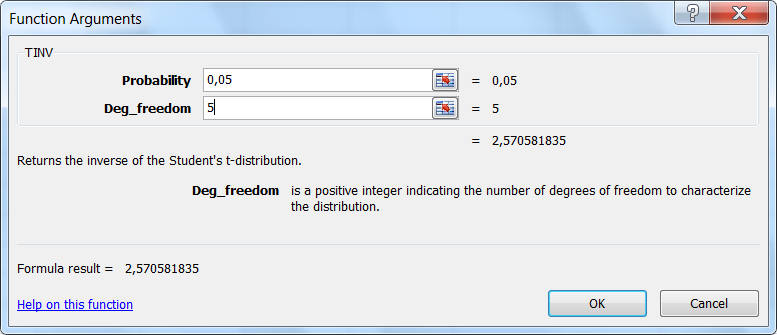 Function Arguments
TINV
Probability 0,05 = 0,05
Deg_freedom 5 = 5
= 2,570581835
Returns the inverse of the Student's t-distribution.
Deg_freedom is a positive integer indicating the number of degrees of freedom to characterize
the distribution.
Formula result = 2,570581835
Help on this function OK Cancel